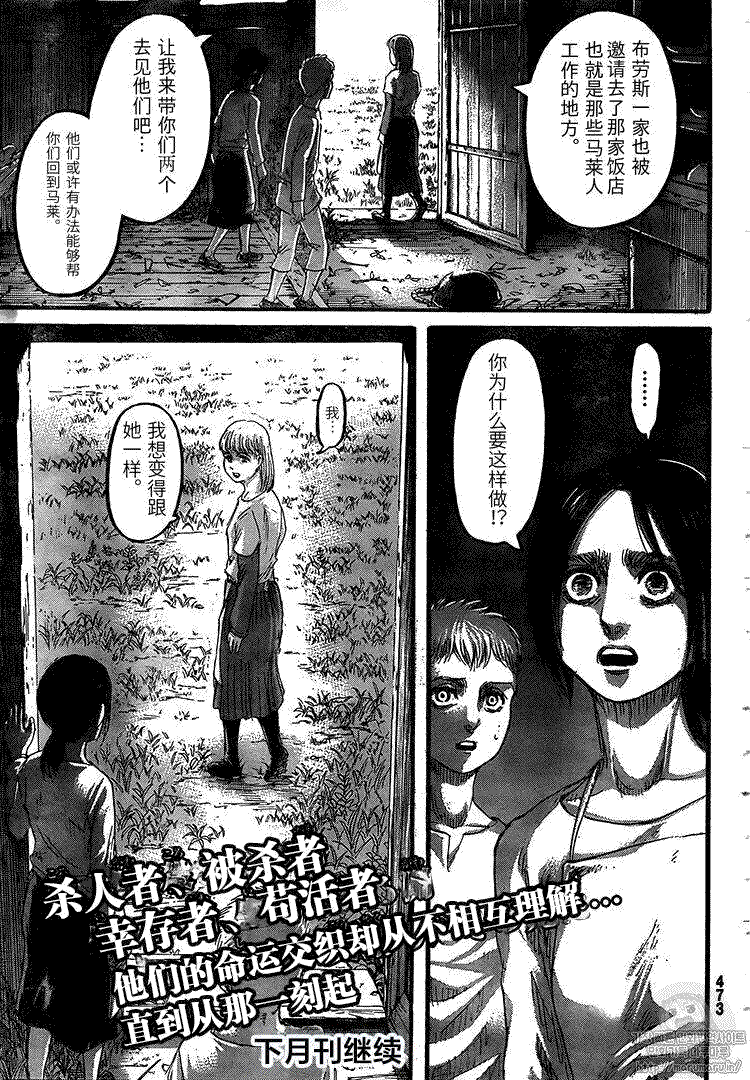 布劳斯一家也被
邀请去了那家饭店
也就是那些马莱人
工作的地方。
让我来带你们两个
去见他们吧…
他们或许有办法能够帮
你们回到马莱。
……
你为什么要这样做!?
我…
我想变得跟
她一样。
杀人者、被杀者
幸存者、苟活者
他们的命运交织却从不相互理解…
直到从那一刻起
下月刊继续
473
https://marumaru.in/